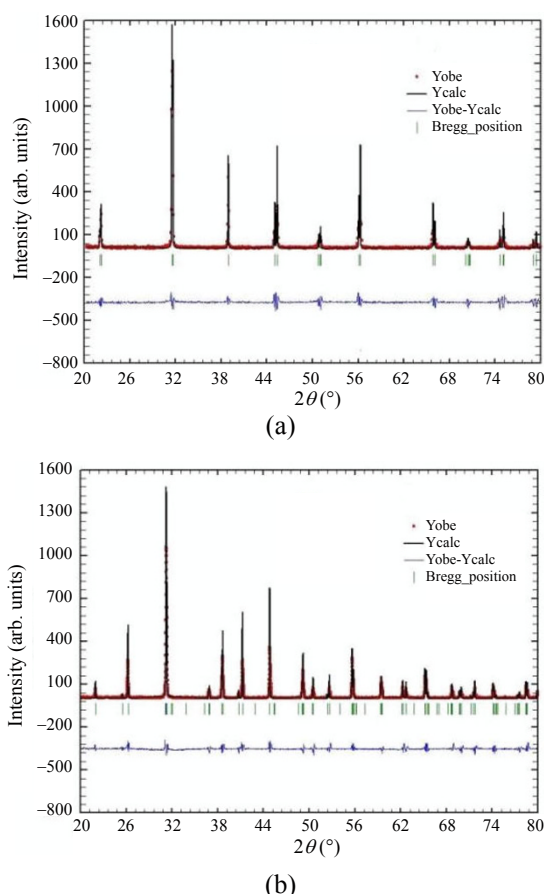 1600
1300
1000
700
400
100
−200
−500
−800
Intensity (arb. units)
Yobe
Ycalc
Yobe-Ycalc
Bregg_position
20 26 32 38 44 50 56 62 68 74 80
2θ (°)
(a)
1600
1300
1000
700
400
100
−200
−500
−800
Intensity (arb. units)
Yobe
Ycalc
Yobe-Ycalc
Bregg_position
20 26 32 38 44 50 56 62 68 74 80
2θ (°)
(b)